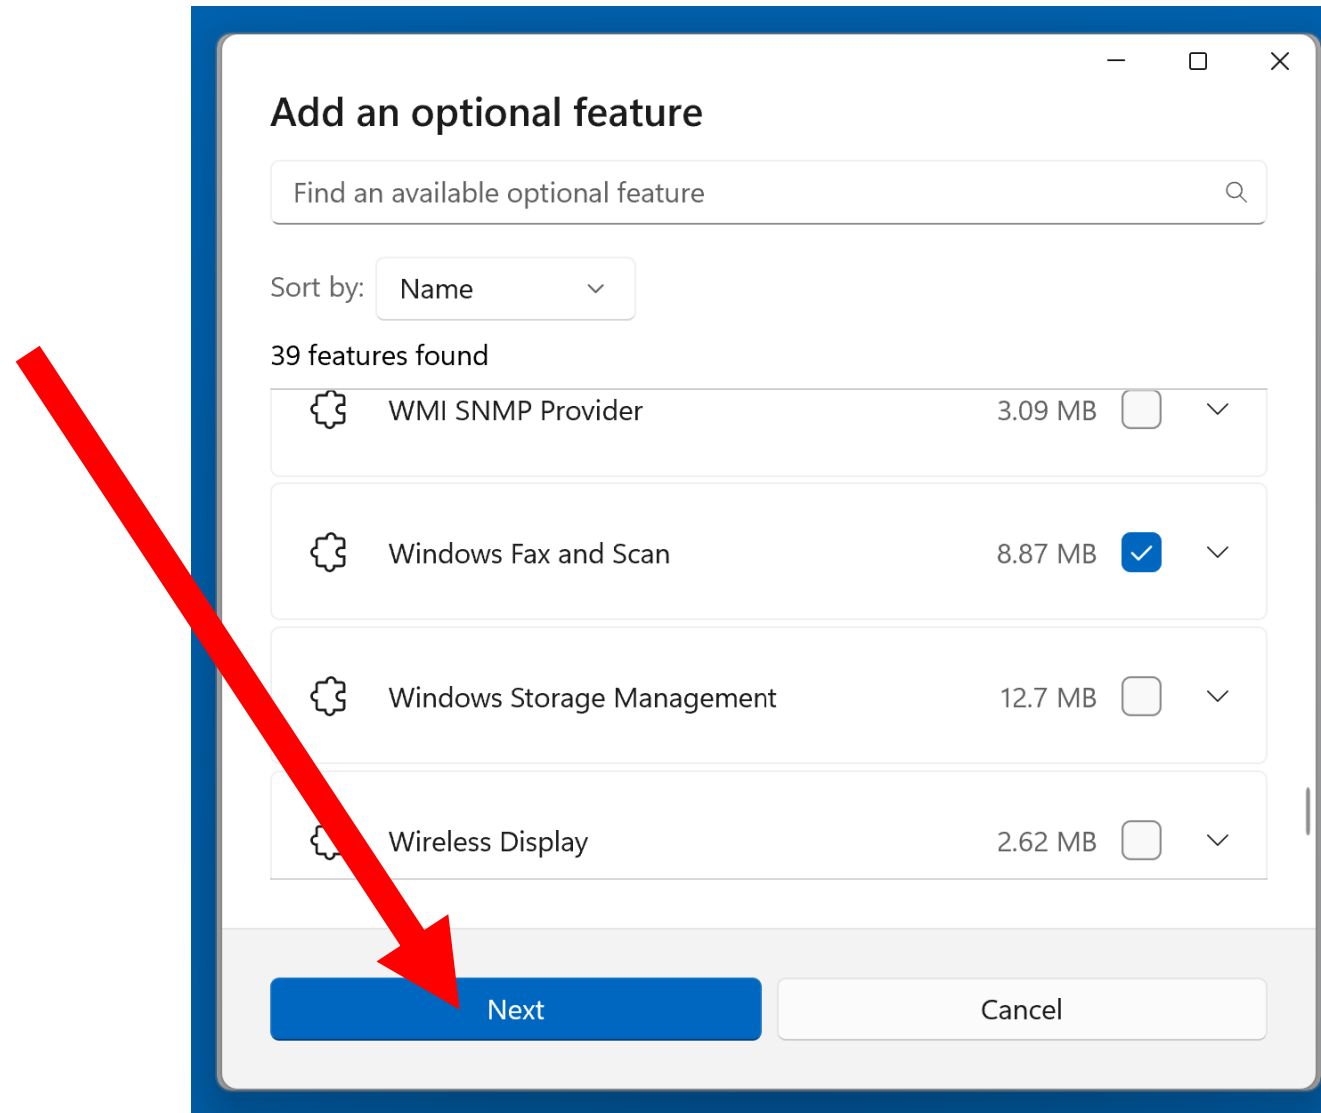 Add an optional feature
Find an available optional feature
Sort by: Name
39 features found
WMI SNMP Provider 3.09 MB
Windows Fax and Scan 8.87 MB
Windows Storage Management 12.7 MB
Wireless Display 2.62 MB
Next Cancel